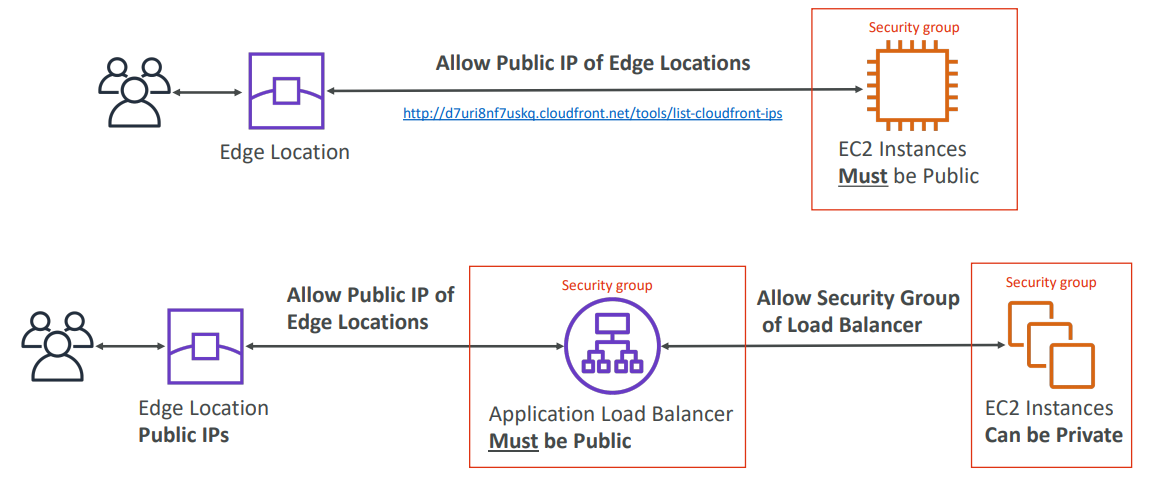 Security group
Allow Public IP of Edge Locations
http://d7uri8nf7uskq.cloudfront.net/tools/list-cloudfront-ips
Edge Location
EC2 Instances
Must be Public
Security group
Allow Public IP of
Edge Locations
Security group
Allow Security Group
of Load Balancer
Edge Location
Public IPs
Application Load Balancer
Must be Public
EC2 Instances
Can be Private